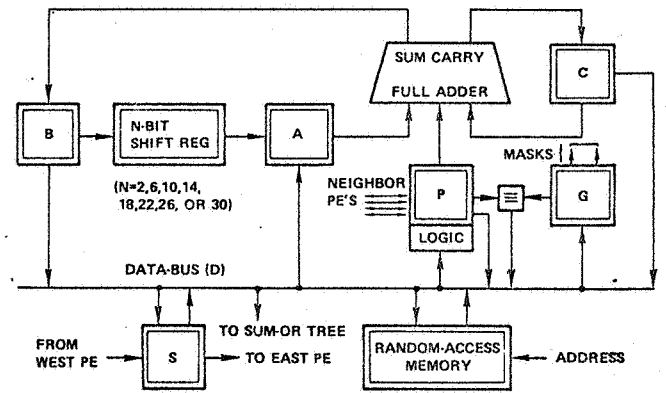 SUM CARRY
FULL ADDER
C
B
N-BIT
SHIFT REG
A
(N=2,6,10,14,
18,22,26, OR 30)
NEIGHBOR
PE'S
P
LOGIC
≡
MASKS
G
DATA-BUS (D)
FROM
WEST PE
S
TO SUM-OR TREE
TO EAST PE
RANDOM-ACCESS
MEMORY
ADDRESS